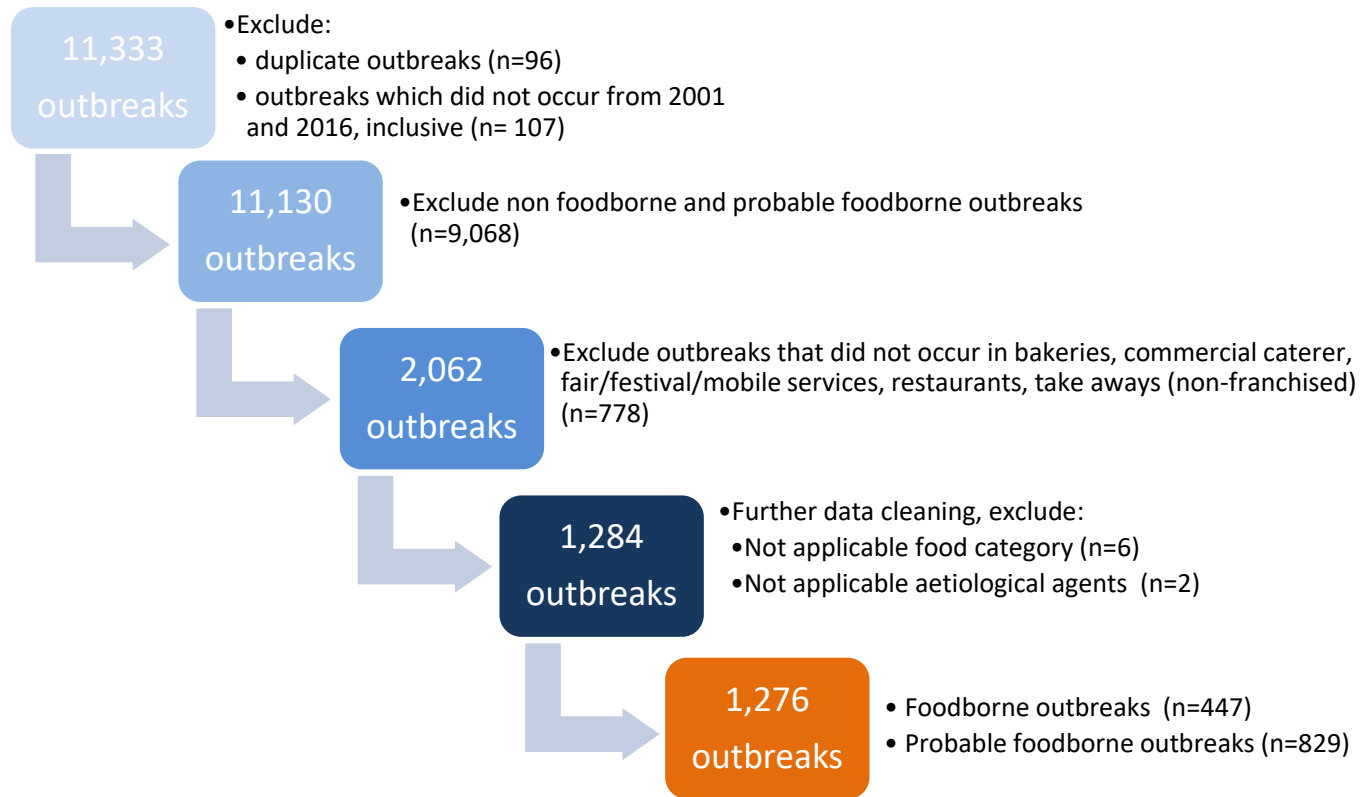 11,333
outbreaks
•Exclude:
• duplicate outbreaks (n=96)
• outbreaks which did not occur from 2001
and 2016, inclusive (n= 107)
11,130
outbreaks
•Exclude non foodborne and probable foodborne outbreaks
(n=9,068)
2,062
outbreaks
•Exclude outbreaks that did not occur in bakeries, commercial caterer,
fair/festival/mobile services, restaurants, take aways (non-franchised)
(n=778)
1,284
outbreaks
•Further data cleaning, exclude:
•Not applicable food category (n=6)
•Not applicable aetiological agents (n=2)
1,276
outbreaks
• Foodborne outbreaks (n=447)
• Probable foodborne outbreaks (n=829)